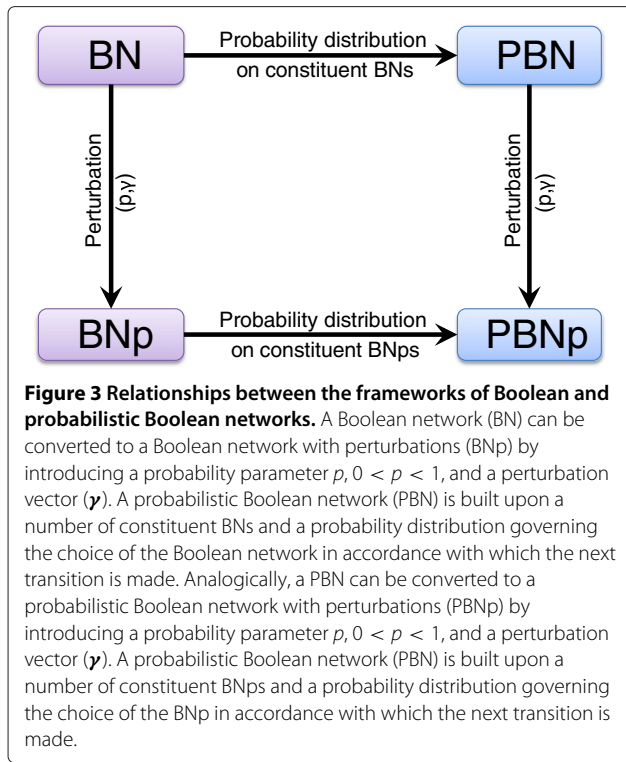 BN
Probability distribution
on constituent BNs
PBN
Perturbation
(p,γ)
Perturbation
(p,γ)
BNp
Probability distribution
on constituent BNps
PBNp
Figure 3 Relationships between the frameworks of Boolean and
probabilistic Boolean networks. A Boolean network (BN) can be
converted to a Boolean network with perturbations (BNp) by
introducing a probability parameter p, 0 < p < 1, and a perturbation
vector (γ). A probabilistic Boolean network (PBN) is built upon a
number of constituent BNs and a probability distribution governing
the choice of the Boolean network in accordance with which the next
transition is made. Analogically, a PBN can be converted to a
probabilistic Boolean network with perturbations (PBNp) by
introducing a probability parameter p, 0 < p < 1, and a perturbation
vector (γ). A probabilistic Boolean network (PBN) is built upon a
number of constituent BNps and a probability distribution governing
the choice of the BNp in accordance with which the next transition is
made.